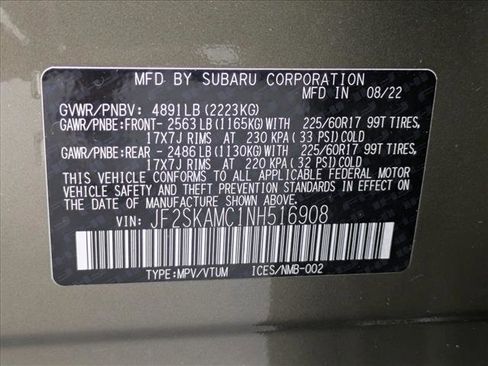 MFD BY SUBARU CORPORATION
MFD IN 08/22
GVWR/PNBV: 4891LB(2223KG)
GAWR/PNBE:FRONT-2563LB(1165KG) 225/60R17 99T TIRES,
17X7J RIMS AT 230 KPA (33 PSI)COLD
GAWR/PNBE:REAR -2486LB(1130KG) 225/60R17 99T TIRES,
17X7J RIMS AT 220 KPA(32 PSI)COLD
THIS VEHICLE CONFORMS TO ALL APPLICABLE FEDERAL MOTOR
VEHICLE SAFETY AND THEFT PREVENTION STANDARDS IN
EFFECT ON THE DATE OF MANUFACTURE SHOWN ABOVE.
VIN: JF2SKAMC1NH516908
TYPE:MPV/VTUM ICES/NMB-002